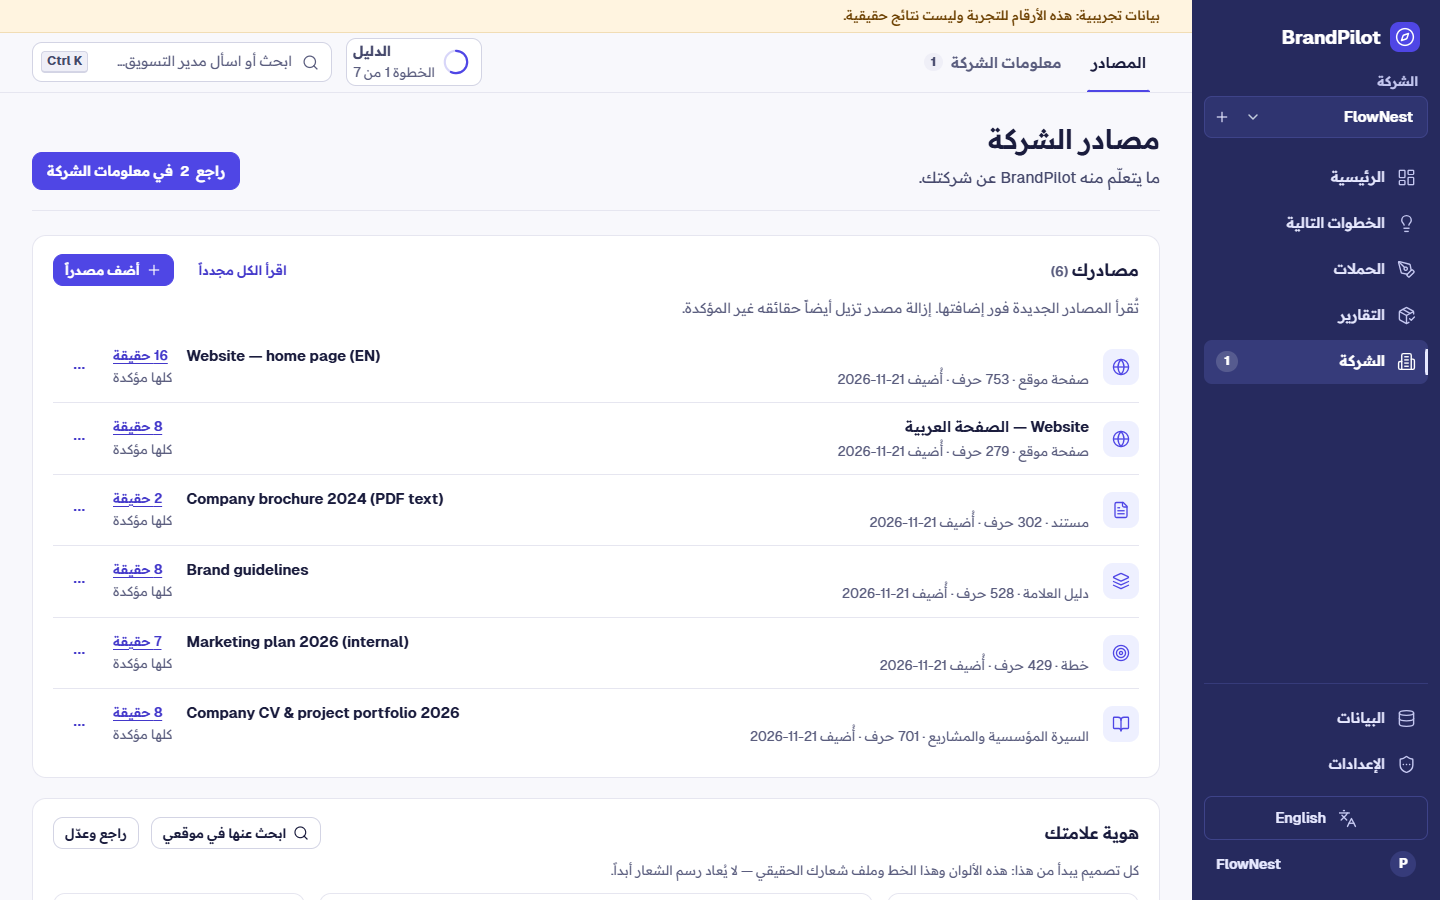 BrandPilot
الشركة
FlowNest
الرئيسية
الخطوات التالية
الحملات
التقارير
الشركة 1
البيانات
الإعدادات
English
P FlowNest
بيانات تجريبية: هذه الأرقام للتجربة وليست نتائج حقيقية.
المصادر
معلومات الشركة 1
الدليل
الخطوة 1 من 7
ابحث أو اسأل مدير التسويق...
Ctrl K
مصادر الشركة
ما يتعلّم منه BrandPilot عن شركتك.
راجع 2 في معلومات الشركة
مصادرك (6)
اقرأ الكل مجدداً
أضف مصدراً
تُقرأ المصادر الجديدة فور إضافتها. إزالة مصدر تزيل أيضاً حقائقه غير المؤكدة.
Website — home page (EN)
صفحة موقع · 753 حرف · أُضيف 21-11-2026
16 حقيقة
كلها مؤكدة
...
Website — الصفحة العربية
صفحة موقع · 279 حرف · أُضيف 21-11-2026
8 حقيقة
كلها مؤكدة
...
Company brochure 2024 (PDF text)
مستند · 302 حرف · أُضيف 21-11-2026
2 حقيقة
كلها مؤكدة
...
Brand guidelines
دليل العلامة · 528 حرف · أُضيف 21-11-2026
8 حقيقة
كلها مؤكدة
...
Marketing plan 2026 (internal)
خطة · 429 حرف · أُضيف 21-11-2026
7 حقيقة
كلها مؤكدة
...
Company CV & project portfolio 2026
السيرة المؤسسية والمشاريع · 701 حرف · أُضيف 21-11-2026
8 حقيقة
كلها مؤكدة
...
هوية علامتك
ابحث عنها في موقعي
راجع وعدّل
كل تصميم يبدأ من هذا: هذه الألوان وهذا الخط وملف شعارك الحقيقي — لا يُعاد رسم الشعار أبداً.